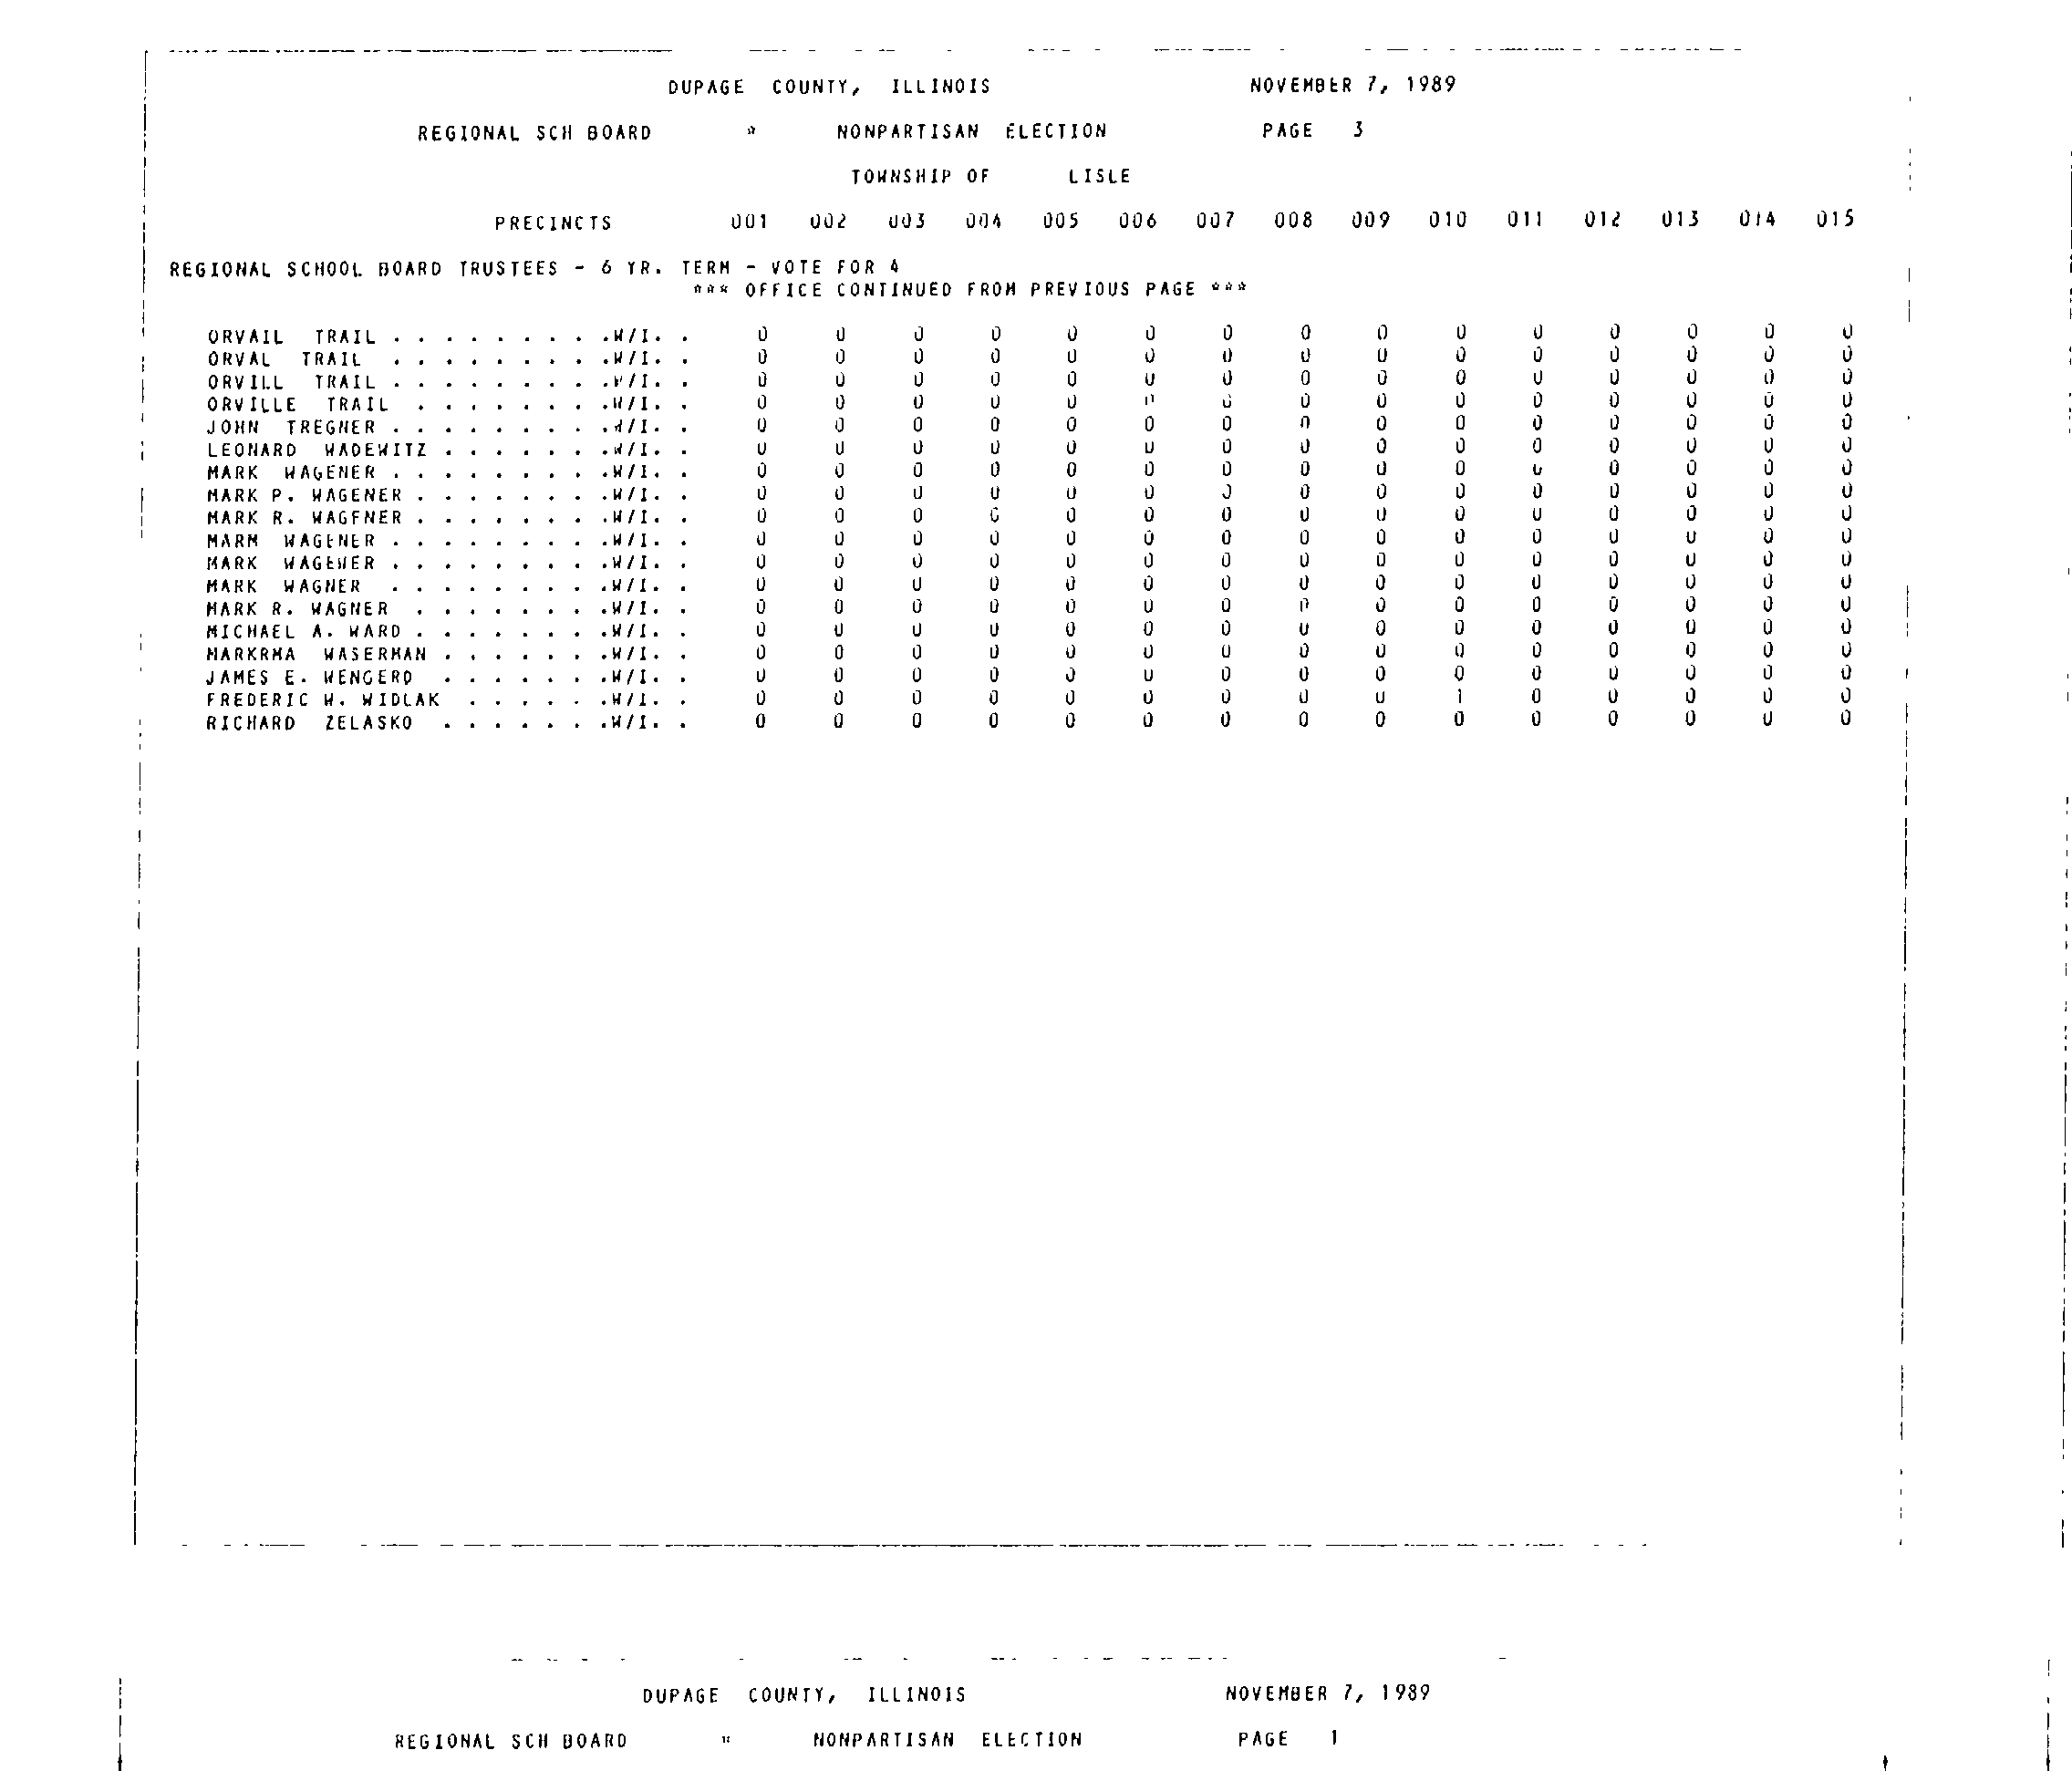 DUPAGE COUNTY, ILLINOIS NOVEMBER 7, 1989
REGIONAL SCH BOARD * NONPARTISAN ELECTION PAGE 3
TOWNSHIP OF LISLE
PRECINCTS 001 002 003 004 005 006 007 008 009 010 011 012 013 014 015
REGIONAL SCHOOL BOARD TRUSTEES - 6 YR. TERM - VOTE FOR 4
*** OFFICE CONTINUED FROM PREVIOUS PAGE ***
ORVAIL TRAIL . . . . . . . . .W/I. . 0 0 0 0 0 0 0 0 0 0 0 0 0 0 0
ORVAL TRAIL . . . . . . . . .W/I. . 0 0 0 0 0 0 0 0 0 0 0 0 0 0 0
ORVILL TRAIL . . . . . . . . .W/I. . 0 0 0 0 0 0 0 0 0 0 0 0 0 0 0
ORVILLE TRAIL . . . . . . . .W/I. . 0 0 0 0 0 0 0 0 0 0 0 0 0 0 0
JOHN TREGNER . . . . . . . . .W/I. . 0 0 0 0 0 0 0 0 0 0 0 0 0 0 0
LEONARD WADEWITZ . . . . . . .W/I. . 0 0 0 0 0 0 0 0 0 0 0 0 0 0 0
MARK WAGENER . . . . . . . . .W/I. . 0 0 0 0 0 0 0 0 0 0 0 0 0 0 0
MARK P. WAGENER . . . . . . . .W/I. . 0 0 0 0 0 0 0 0 0 0 0 0 0 0 0
MARK R. WAGENER . . . . . . . .W/I. . 0 0 0 0 0 0 0 0 0 0 0 0 0 0 0
MARM WAGENER . . . . . . . . .W/I. . 0 0 0 0 0 0 0 0 0 0 0 0 0 0 0
MARK WAGEWER . . . . . . . . .W/I. . 0 0 0 0 0 0 0 0 0 0 0 0 0 0 0
MARK WAGNER . . . . . . . . .W/I. . 0 0 0 0 0 0 0 0 0 0 0 0 0 0 0
MARK R. WAGNER . . . . . . . .W/I. . 0 0 0 0 0 0 0 0 0 0 0 0 0 0 0
MICHAEL A. WARD . . . . . . . .W/I. . 0 0 0 0 0 0 0 0 0 0 0 0 0 0 0
MARKRMA WASERMAN . . . . . . .W/I. . 0 0 0 0 0 0 0 0 0 0 0 0 0 0 0
JAMES E. WENGERD . . . . . . .W/I. . 0 0 0 0 0 0 0 0 0 0 0 0 0 0 0
FREDERIC W. WIDLAK . . . . . .W/I. . 0 0 0 0 0 0 0 0 0 1 0 0 0 0 0
RICHARD ZELASKO . . . . . . .W/I. . 0 0 0 0 0 0 0 0 0 0 0 0 0 0 0
DUPAGE COUNTY, ILLINOIS NOVEMBER 7, 1989
REGIONAL SCH BOARD * NONPARTISAN ELECTION PAGE 1